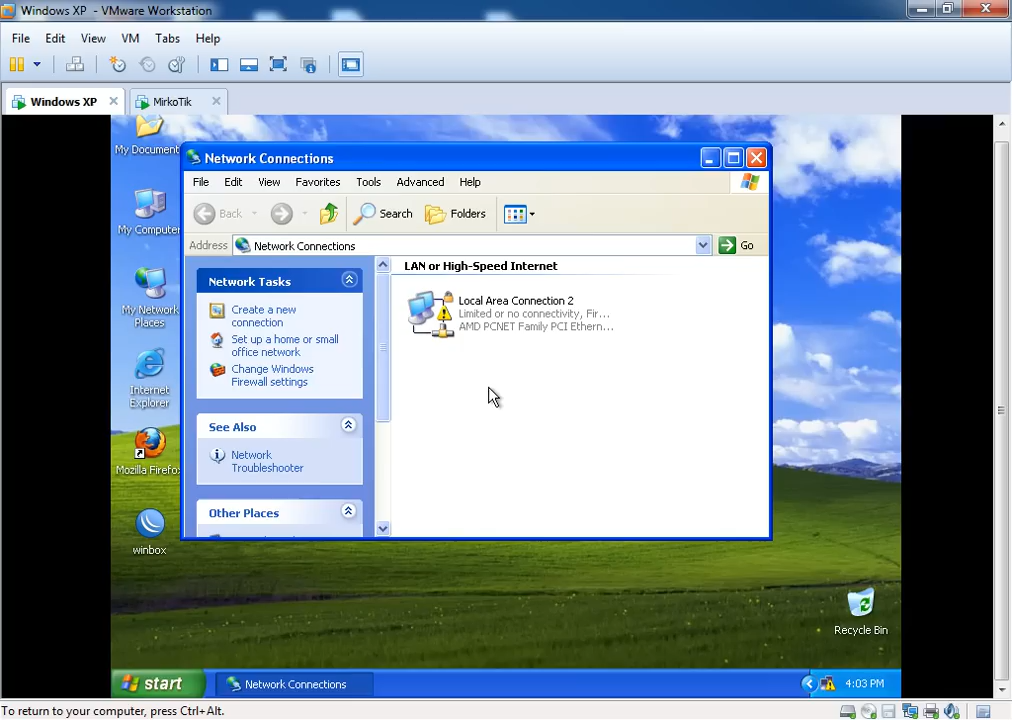 Windows XP - VMware Workstation
File Edit View VM Tabs Help
Windows XP MirkoTik
My Document
My Computer
My Network
Places
Internet
Explorer
Mozilla Firefo
winbox
Network Connections
File Edit View Favorites Tools Advanced Help
Back Search Folders
Address Network Connections Go
Network Tasks
Create a new
connection
Set up a home or small
office network
Change Windows
Firewall settings
See Also
Network
Troubleshooter
Other Places
LAN or High-Speed Internet
Local Area Connection 2
Limited or no connectivity, Fir...
AMD PCNET Family PCI Ethern...
Recycle Bin
start Network Connections 4:03 PM
To return to your computer, press Ctrl+Alt.